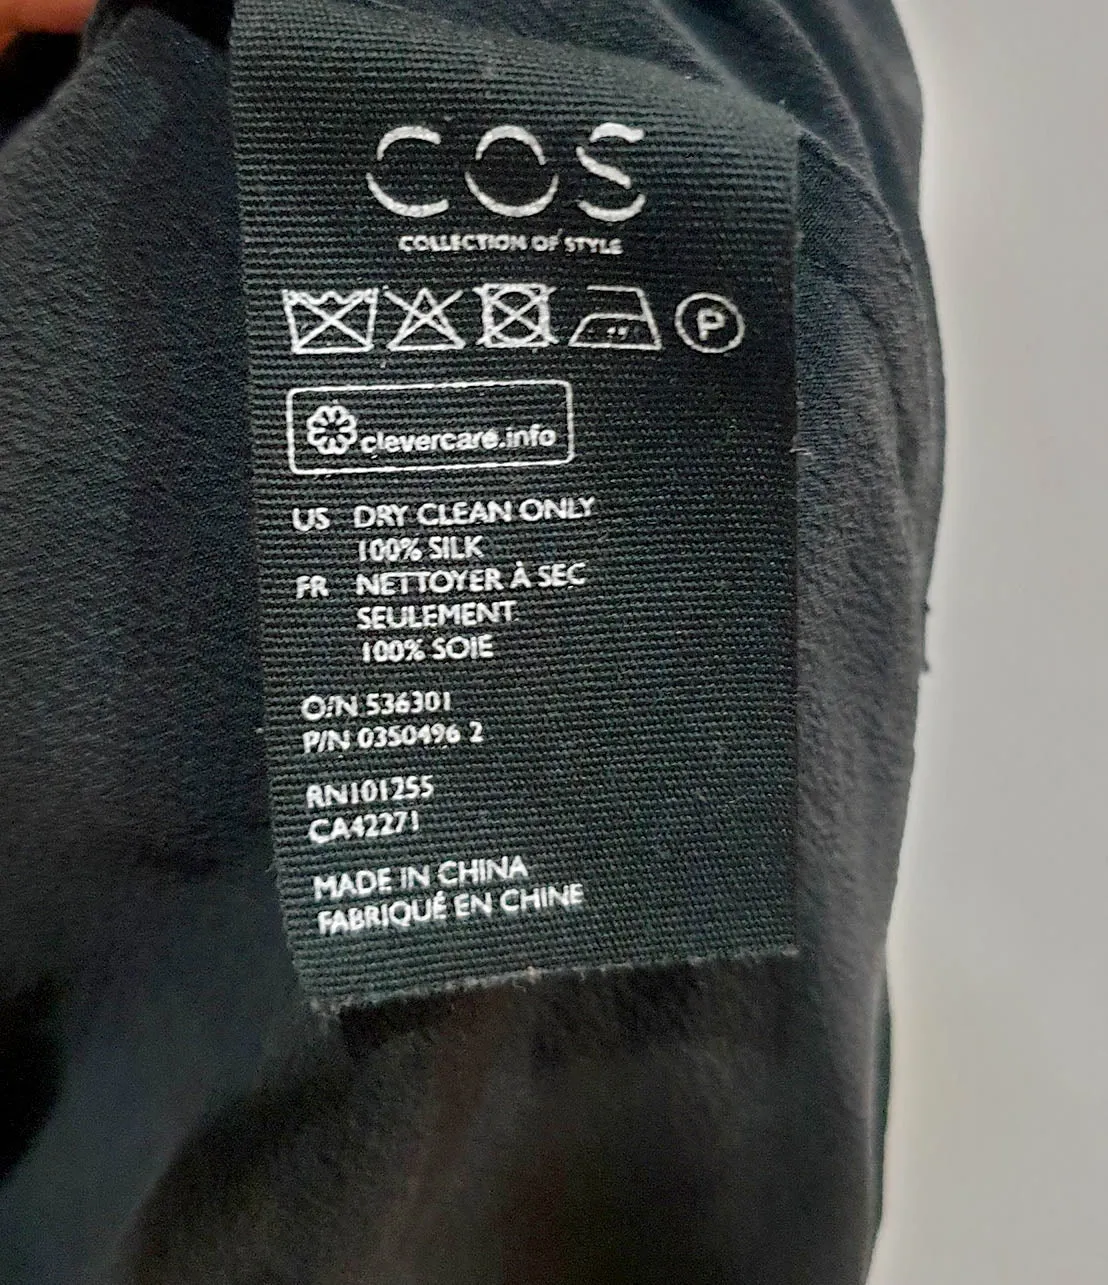 COS
COLLECTION OF STYLE
P
clevercare.info
US DRY CLEAN ONLY
100% SILK
FR NETTOYER À SEC
SEULEMENT
100% SOIE
O/N 536301
P/N 0350496 2
RN101255
CA42271
MADE IN CHINA
FABRIQUÉ EN CHINE